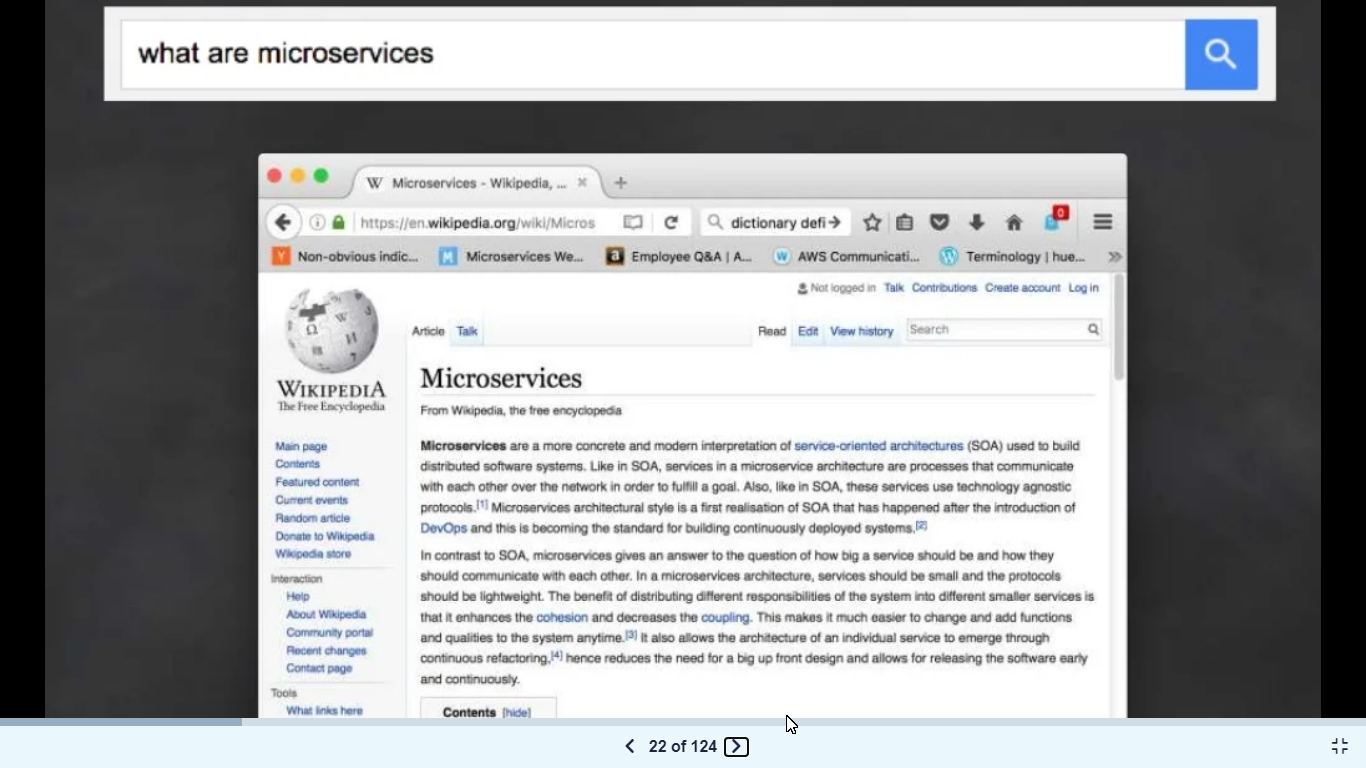 what are microservices
Microservices - Wikipedia, ...
https://en.wikipedia.org/wiki/Micros
dictionary defi
0
Non-obvious indic...
Microservices We...
Employee Q&A | A...
AWS Communicati...
Terminology | hue...
Not logged in Talk Contributions Create account Log in
Article Talk
Read Edit View history Search
WIKIPEDIA
The Free Encyclopedia
Main page
Contents
Featured content
Current events
Random article
Donate to Wikipedia
Wikipedia store
Interaction
Help
About Wikipedia
Community portal
Recent changes
Contact page
Tools
What links here
Microservices
From Wikipedia, the free encyclopedia
Microservices are a more concrete and modern interpretation of service-oriented architectures (SOA) used to build
distributed software systems. Like in SOA, services in a microservice architecture are processes that communicate
with each other over the network in order to fulfill a goal. Also, like in SOA, these services use technology agnostic
protocols.[1] Microservices architectural style is a first realisation of SOA that has happened after the introduction of
DevOps and this is becoming the standard for building continuously deployed systems.[2]
In contrast to SOA, microservices gives an answer to the question of how big a service should be and how they
should communicate with each other. In a microservices architecture, services should be small and the protocols
should be lightweight. The benefit of distributing different responsibilities of the system into different smaller services is
that it enhances the cohesion and decreases the coupling. This makes it much easier to change and add functions
and qualities to the system anytime.[3] It also allows the architecture of an individual service to emerge through
continuous refactoring,[4] hence reduces the need for a big up front design and allows for releasing the software early
and continuously.
Contents [hide]
22 of 124